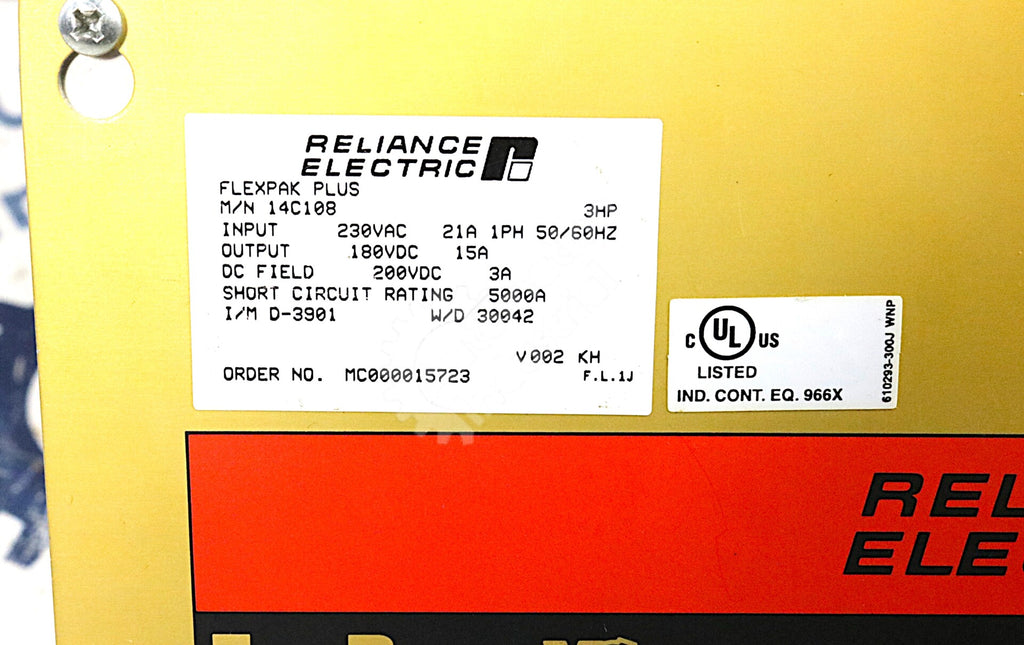 RELIANCE
ELECTRIC
FLEXPAK PLUS
M/N 14C108 3HP
INPUT 230VAC 21A 1PH 50/60HZ
OUTPUT 180VDC 15A
DC FIELD 200VDC 3A
SHORT CIRCUIT RATING 5000A
I/M D-3901 W/D 30042
V002 KH
ORDER NO. MC000015723 F.L.1J
C UL US
LISTED
IND. CONT. EQ. 966X
610293-300J WNP
REL
ELE